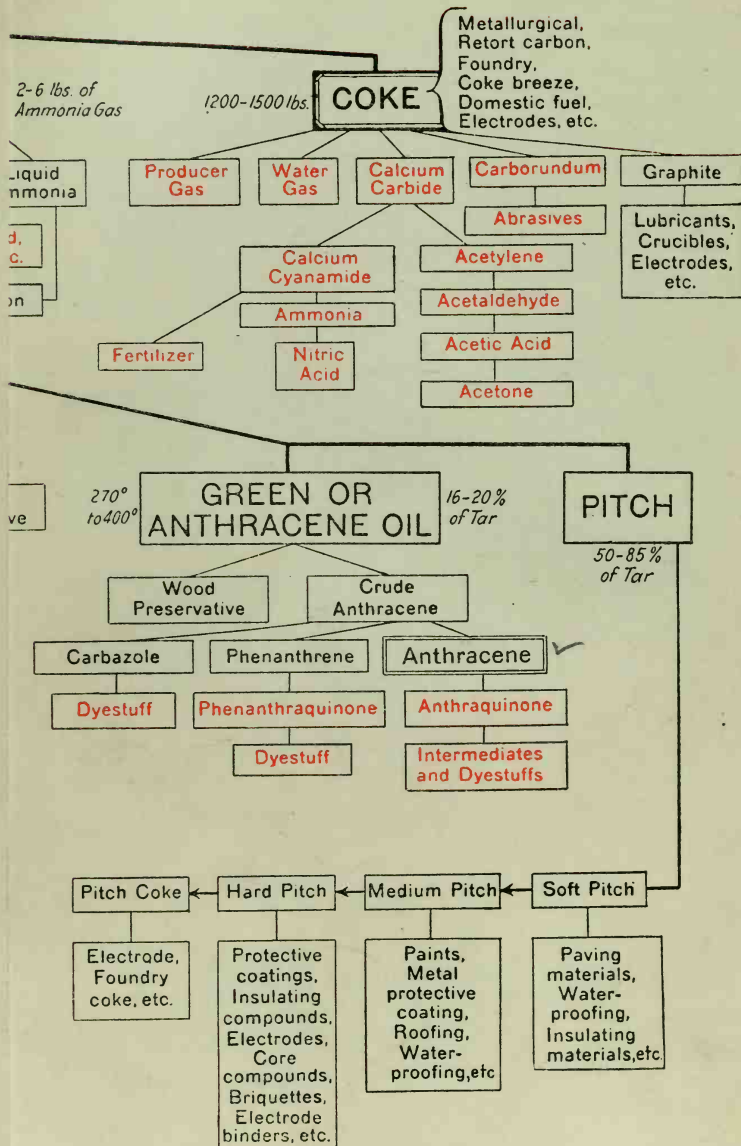 Metallurgical,
Retort carbon,
Foundry,
Coke breeze,
Domestic fuel,
Electrodes, etc.
2-6 lbs. of
Ammonia Gas
1200-1500 lbs.
COKE
Producer
Gas
Water
Gas
Calcium
Carbide
Carborundum
Graphite
Abrasives
Lubricants,
Crucibles,
Electrodes,
etc.
Calcium
Cyanamide
Acetylene
Ammonia
Acetaldehyde
Fertilizer
Nitric
Acid
Acetic Acid
Acetone
270°
to 400°
GREEN OR
ANTHRACENE OIL
16-20%
of Tar
PITCH
50-85%
of Tar
Wood
Preservative
Crude
Anthracene
Carbazole
Phenanthrene
Anthracene
Dyestuff
Phenanthraquinone
Anthraquinone
Dyestuff
Intermediates
and Dyestuffs
Pitch Coke
Hard Pitch
Medium Pitch
Soft Pitch
Electrode,
Foundry
coke, etc.
Protective
coatings,
Insulating
compounds,
Electrodes,
Core
compounds,
Briquettes,
Electrode
binders, etc.
Paints,
Metal
protective
coating,
Roofing,
Water-
proofing,etc
Paving
materials,
Water-
proofing,
Insulating
materials,etc.